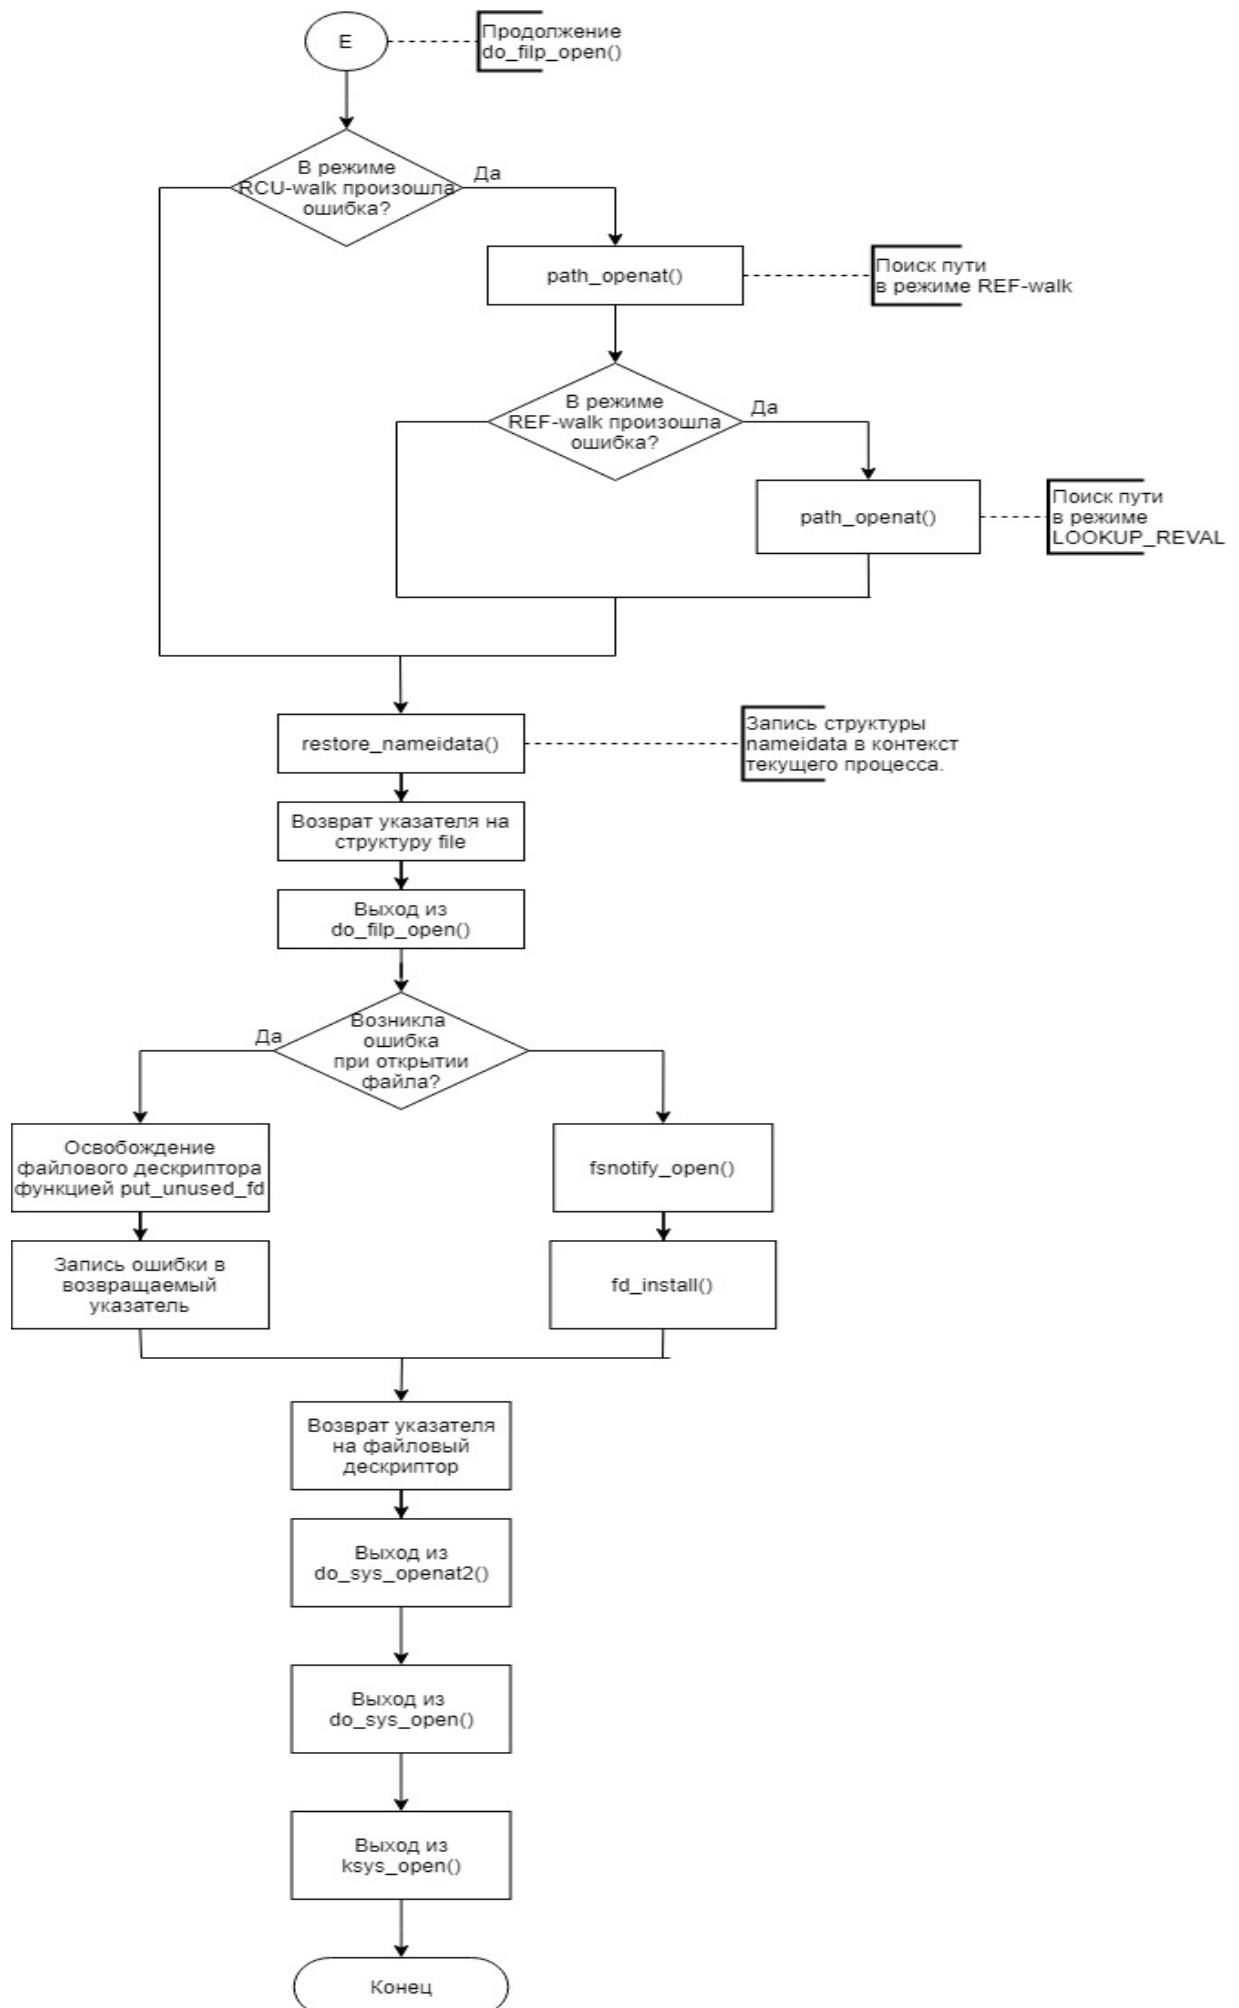 E
Продолжение
do_filp_open()
В режиме
RCU-walk произошла
ошибка?
Да
path_openat()
Поиск пути
в режиме REF-walk
В режиме
REF-walk произошла
ошибка?
Да
path_openat()
Поиск пути
в режиме
LOOKUP_REVAL
restore_nameidata()
Запись структуры
nameidata в контекст
текущего процесса.
Возврат указателя на
структуру file
Выход из
do_filp_open()
Возникла
ошибка
при открытии
файла?
Да
Освобождение
файлового дескриптора
функцией put_unused_fd
fsnotify_open()
Запись ошибки в
возвращаемый
указатель
fd_install()
Возврат указателя
на файловый
дескриптор
Выход из
do_sys_openat2()
Выход из
do_sys_open()
Выход из
ksys_open()
Конец